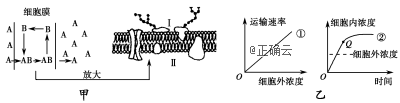 细胞膜
A B B A A
A A A
A A
A AB AB A
放大
甲
I
II
运输速率
①
@正确云
O
细胞外浓度
细胞内浓度
②
Q
细胞外浓度
O
时间
乙